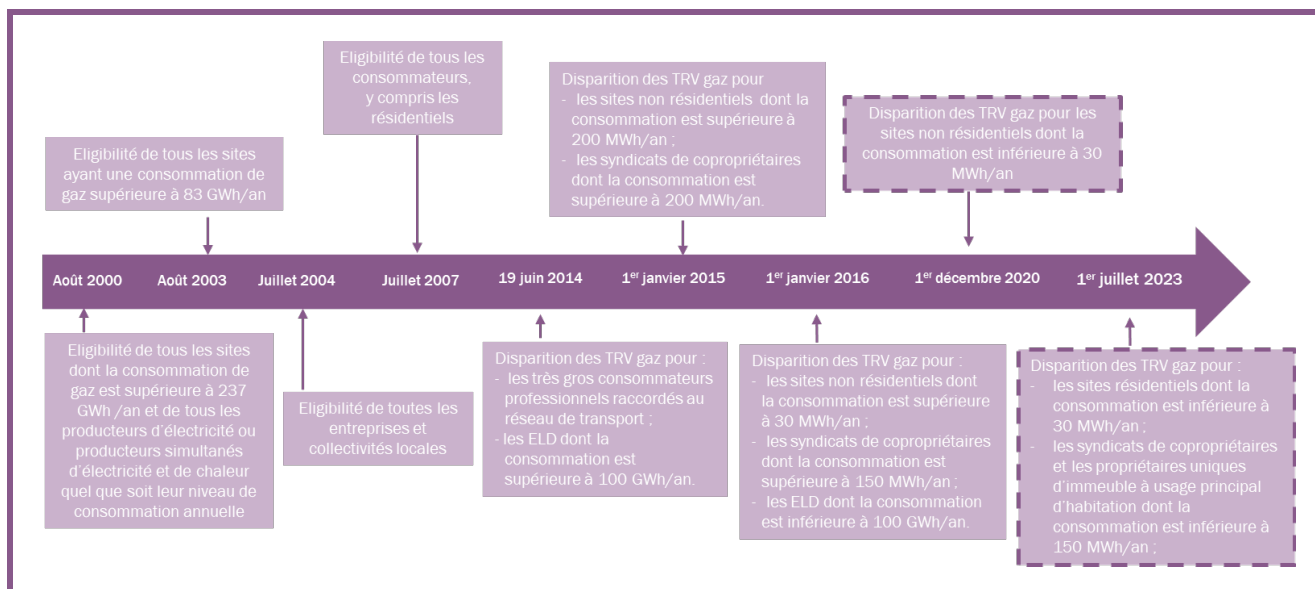 Eligibilité de tous les
consommateurs,
y compris les
résidentiels
Disparition des TRV gaz pour
- les sites non résidentiels dont la
consommation est supérieure à
200 MWh/an ;
- les syndicats de copropriétaires
dont la consommation est
supérieure à 200 MWh/an.
Disparition des TRV gaz pour les
sites non résidentiels dont la
consommation est inférieure à 30
MWh/an
Eligibilité de tous les sites
ayant une consommation de
gaz supérieure à 83 GWh/an
Août 2000
Août 2003
Juillet 2004
Juillet 2007
19 juin 2014
1er janvier 2015
1er janvier 2016
1er décembre 2020
1er juillet 2023
Eligibilité de tous les sites
dont la consommation de
gaz est supérieure à 237
GWh /an et de tous les
producteurs d'électricité ou
producteurs simultanés
d'électricité et de chaleur
quel que soit leur niveau de
consommation annuelle
Eligibilité de toutes les
entreprises et
collectivités locales
Disparition des TRV gaz pour :
- les très gros consommateurs
professionnels raccordés au
réseau de transport ;
- les ELD dont la
consommation est
supérieure à 100 GWh/an.
Disparition des TRV gaz pour :
- les sites non résidentiels dont
la consommation est supérieure
à 30 MWh/an ;
- les syndicats de copropriétaires
dont la consommation est
supérieure à 150 MWh/an ;
- les ELD dont la consommation
est inférieure à 100 GWh/an.
Disparition des TRV gaz pour :
- les sites résidentiels dont la
consommation est inférieure à
30 MWh/an ;
- les syndicats de copropriétaires
et les propriétaires uniques
d'immeuble à usage principal
d'habitation dont la
consommation est inférieure à
150 MWh/an ;